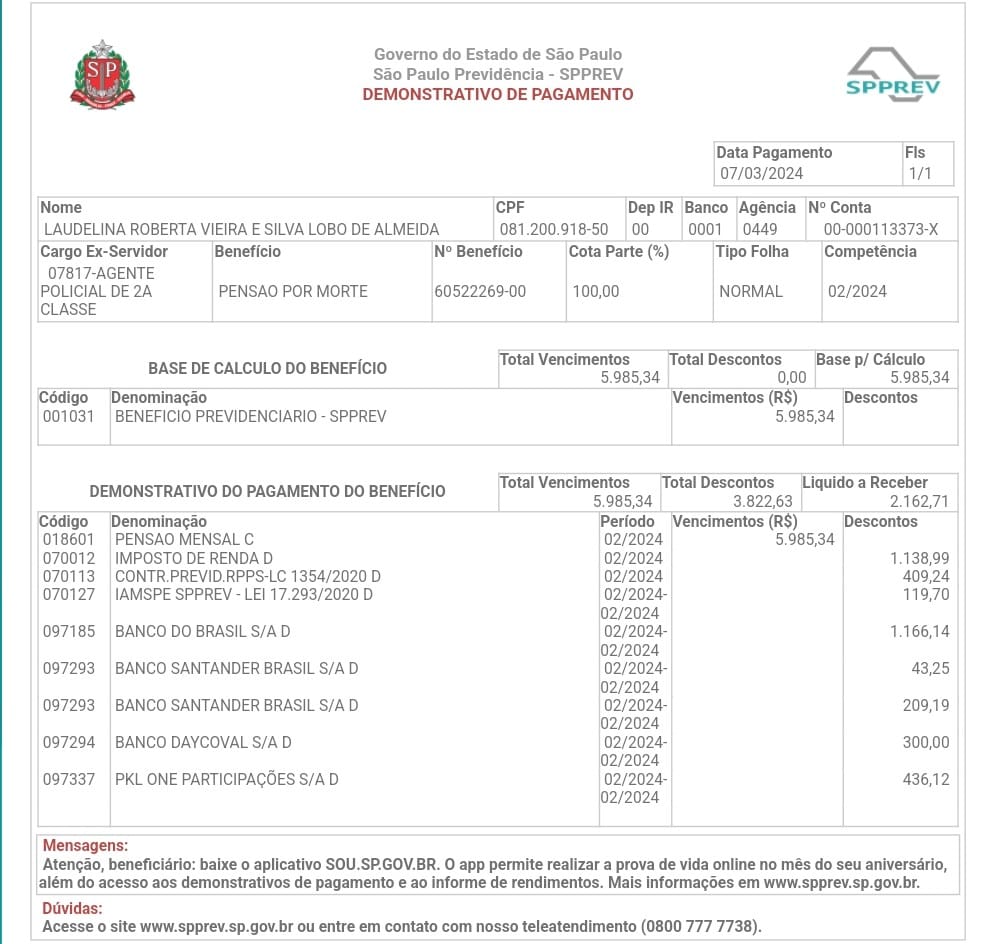 Governo do Estado de São Paulo
São Paulo Previdência - SPPREV
DEMONSTRATIVO DE PAGAMENTO
SP
SPPREV
Data Pagamento Fls
07/03/2024 1/1
Nome CPF Dep IR Banco Agência Nº Conta
LAUDELINA ROBERTA VIEIRA E SILVA LOBO DE ALMEIDA 081.200.918-50 00 0001 0449 00-000113373-X
Cargo Ex-Servidor Benefício Nº Benefício Cota Parte (%) Tipo Folha Competência
07817-AGENTE
POLICIAL DE 2A PENSAO POR MORTE 60522269-00 100,00 NORMAL 02/2024
CLASSE
BASE DE CALCULO DO BENEFÍCIO Total Vencimentos Total Descontos Base p/ Cálculo
5.985,34 0,00 5.985,34
Código Denominação Vencimentos (R$) Descontos
001031 BENEFICIO PREVIDENCIARIO - SPPREV 5.985,34
DEMONSTRATIVO DO PAGAMENTO DO BENEFÍCIO Total Vencimentos Total Descontos Liquido a Receber
5.985,34 3.822,63 2.162,71
Código Denominação Período Vencimentos (R$) Descontos
018601 PENSAO MENSAL C 02/2024 5.985,34
070012 IMPOSTO DE RENDA D 02/2024 1.138,99
070113 CONTR.PREVID.RPPS-LC 1354/2020 D 02/2024 409,24
070127 IAMSPE SPPREV - LEI 17.293/2020 D 02/2024- 119,70
02/2024
097185 BANCO DO BRASIL S/A D 02/2024- 1.166,14
02/2024
097293 BANCO SANTANDER BRASIL S/A D 02/2024- 43,25
02/2024
097293 BANCO SANTANDER BRASIL S/A D 02/2024- 209,19
02/2024
097294 BANCO DAYCOVAL S/A D 02/2024- 300,00
02/2024
097337 PKL ONE PARTICIPAÇÕES S/A D 02/2024- 436,12
02/2024
Mensagens:
Atenção, beneficiário: baixe o aplicativo SOU.SP.GOV.BR. O app permite realizar a prova de vida online no mês do seu aniversário,
além do acesso aos demonstrativos de pagamento e ao informe de rendimentos. Mais informações em www.spprev.sp.gov.br.
Dúvidas:
Acesse o site www.spprev.sp.gov.br ou entre em contato com nosso teleatendimento (0800 777 7738).